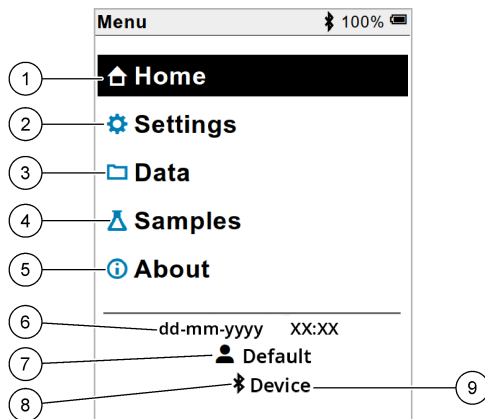 Menu 100%
1 Home
2 Settings
3 Data
4 Samples
5 About
6 dd-mm-yyyy XX:XX
7 Default
8 Device 9